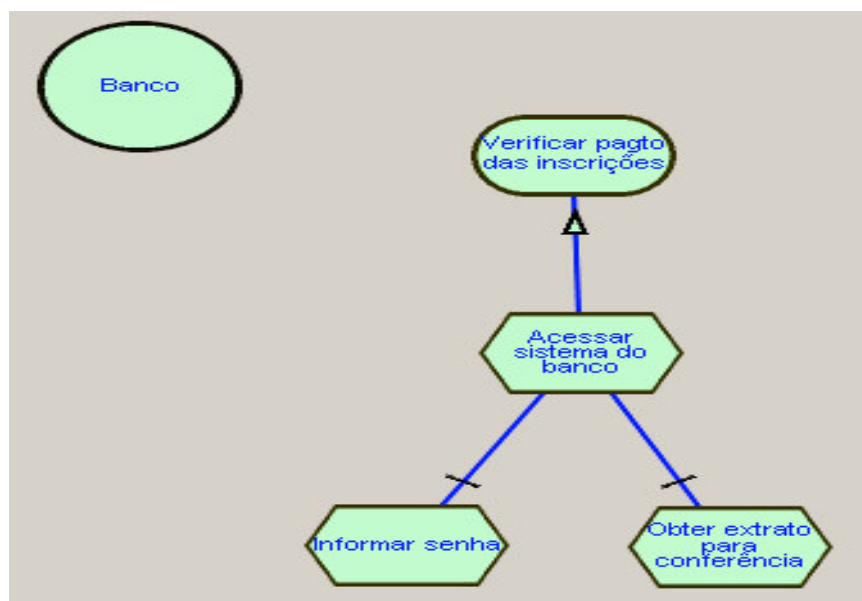 Banco
Verificar pagto
das inscrições
Acessar
sistema do
banco
Informar senha
Obter extrato
para
conferência